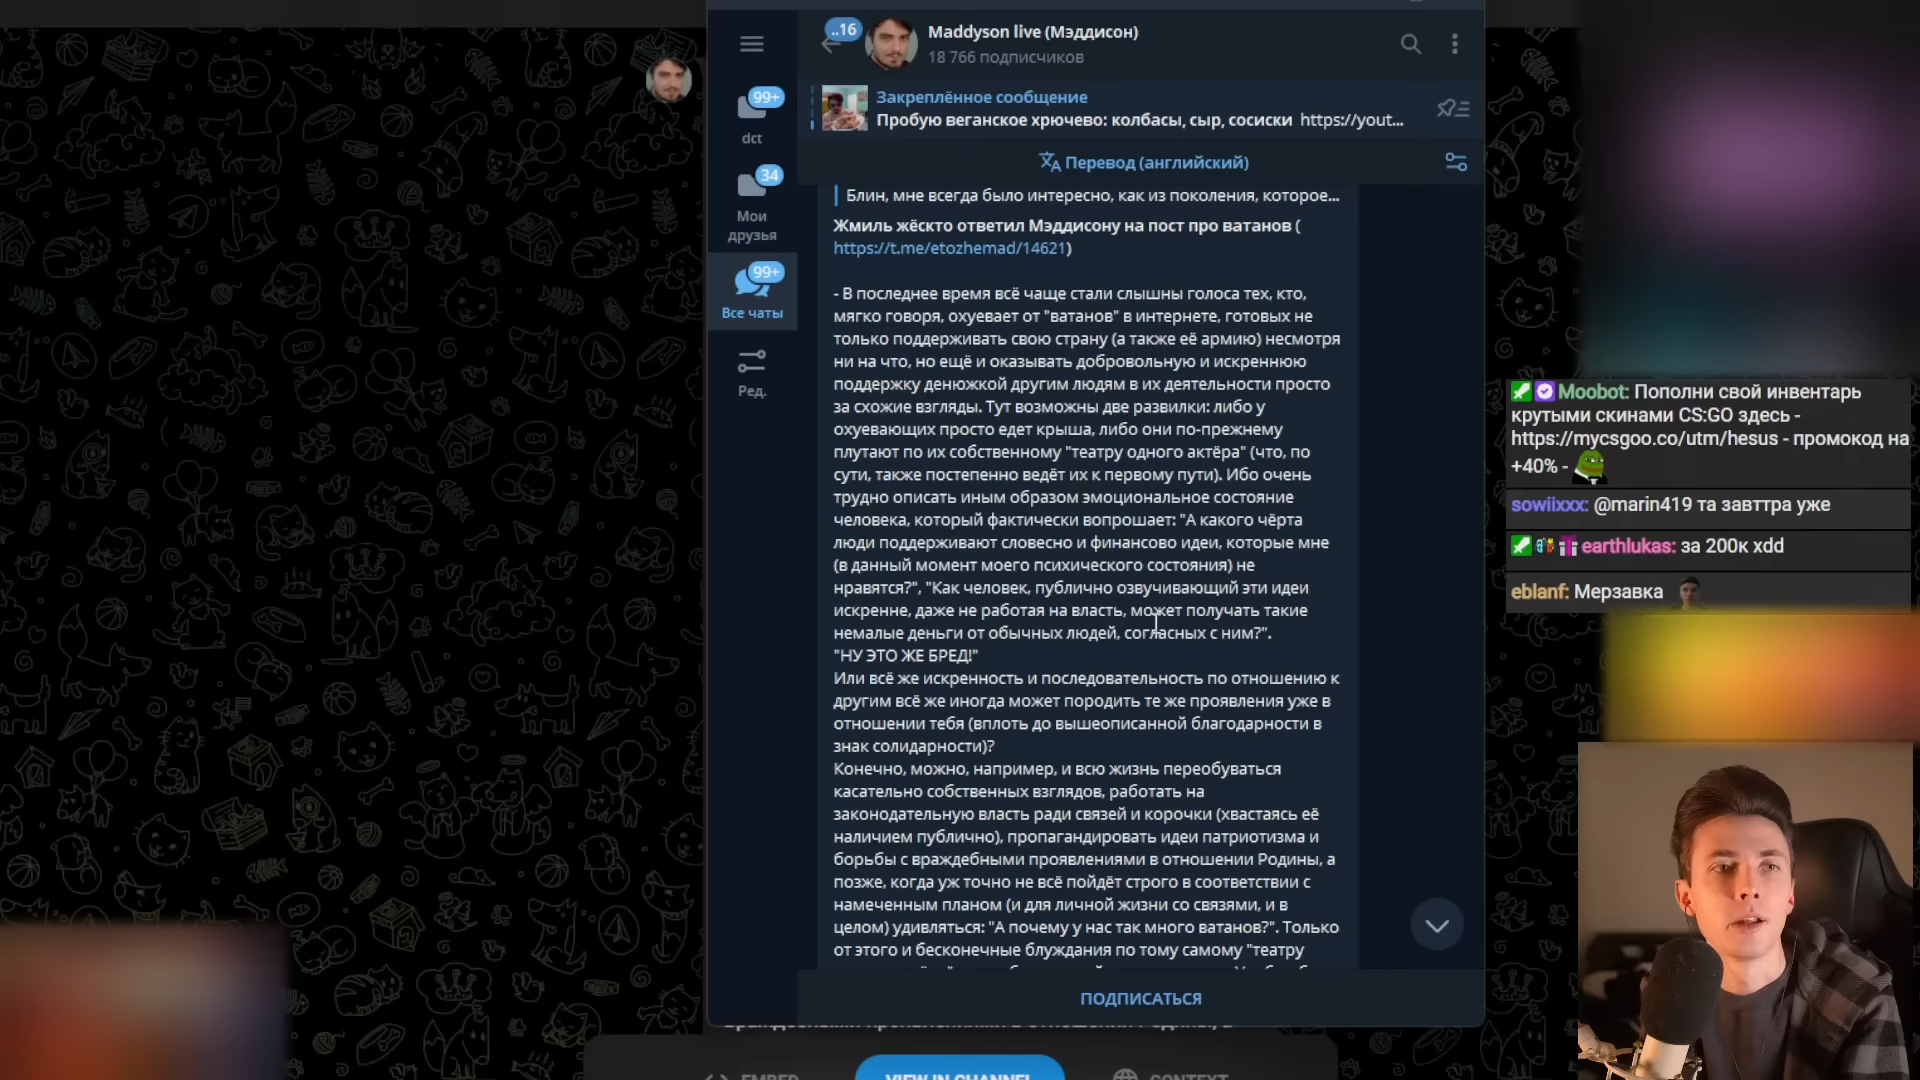 ..16
Maddyson live (Мэддисон)
18 766 подписчиков
99+
dct
34
Мои
друзья
99+
Все чаты
Ред.
Закреплённое сообщение
Пробую веганское хрючево: колбасы, сыр, сосиски https://yout...
Перевод (английский)
Блин, мне всегда было интересно, как из поколения, которое...
Жмиль жёскто ответил Мэддисону на пост про ватанов (
https://t.me/etozhemad/14621)
- В последнее время всё чаще стали слышны голоса тех, кто,
мягко говоря, охуевает от "ватанов" в интернете, готовых не
только поддерживать свою страну (а также её армию) несмотря
ни на что, но ещё и оказывать добровольную и искреннюю
поддержку денюжкой другим людям в их деятельности просто
за схожие взгляды. Тут возможны две развилки: либо у
охуевающих просто едет крыша, либо они по-прежнему
плутают по их собственному "театру одного актёра" (что, по
сути, также постепенно ведёт их к первому пути). Ибо очень
трудно описать иным образом эмоциональное состояние
человека, который фактически вопрошает: "А какого чёрта
люди поддерживают словесно и финансово идеи, которые мне
(в данный момент моего психического состояния) не
нравятся?", "Как человек, публично озвучивающий эти идеи
искренне, даже не работая на власть, может получать такие
немалые деньги от обычных людей, согласных с ним?".
"НУ ЭТО ЖЕ БРЕД!"
Или всё же искренность и последовательность по отношению к
другим всё же иногда может породить те же проявления уже в
отношении тебя (вплоть до вышеописанной благодарности в
знак солидарности)?
Конечно, можно, например, и всю жизнь переобуваться
касательно собственных взглядов, работать на
законодательную власть ради связей и корочки (хвастаясь её
наличием публично), пропагандировать идеи патриотизма и
борьбы с враждебными проявлениями в отношении Родины, а
позже, когда уж точно не всё пойдёт строго в соответствии с
намеченным планом (и для личной жизни со связями, и в
целом) удивляться: "А почему у нас так много ватанов?". Только
от этого и бесконечные блуждания по тому самому "театру
ПОДПИСАТЬСЯ
EMBED
VIEW IN CHANNEL
CONTEXT
Moobot: Пополни свой инвентарь
крутыми скинами CS:GO здесь -
https://mycsgoo.co/utm/hesus - промокод на
+40% -
sowiixxx: @marin419 та завттра уже
earthlukas: за 200к xdd
eblanf: Мерзавка